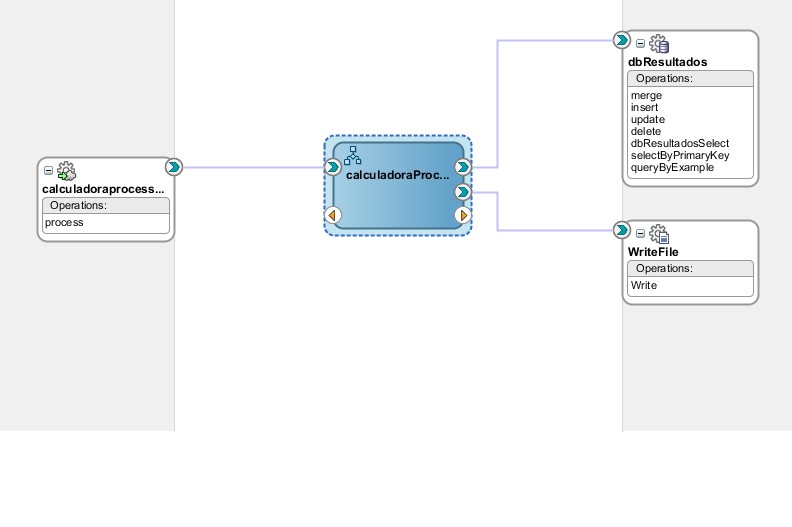 calculadoraprocess...
Operations:
process
calculadoraProc...
dbResultados
Operations:
merge
insert
update
delete
dbResultadosSelect
selectByPrimaryKey
queryByExample
WriteFile
Operations:
Write